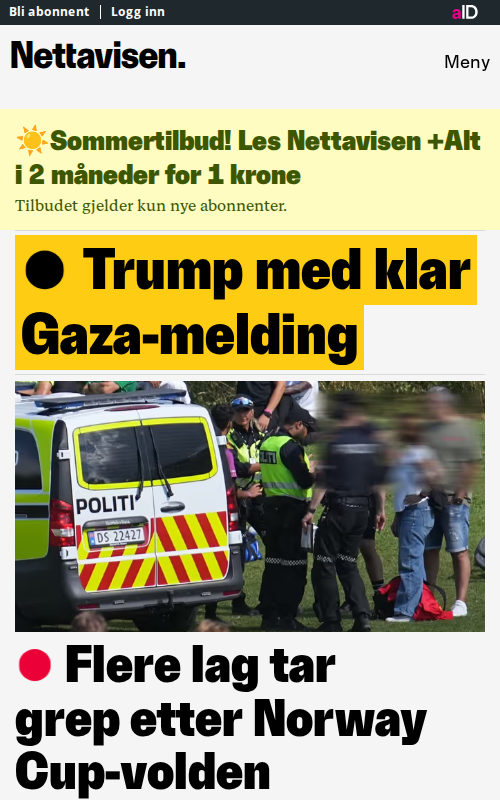 Bli abonnent | Logg inn
aID
Nettavisen.
Meny
☀️Sommertilbud! Les Nettavisen +Alt
i 2 måneder for 1 krone
Tilbudet gjelder kun nye abonnenter.
● Trump med klar
Gaza-melding
POLITI
DS 22427
Flere lag tar
grep etter Norway
Cup-volden